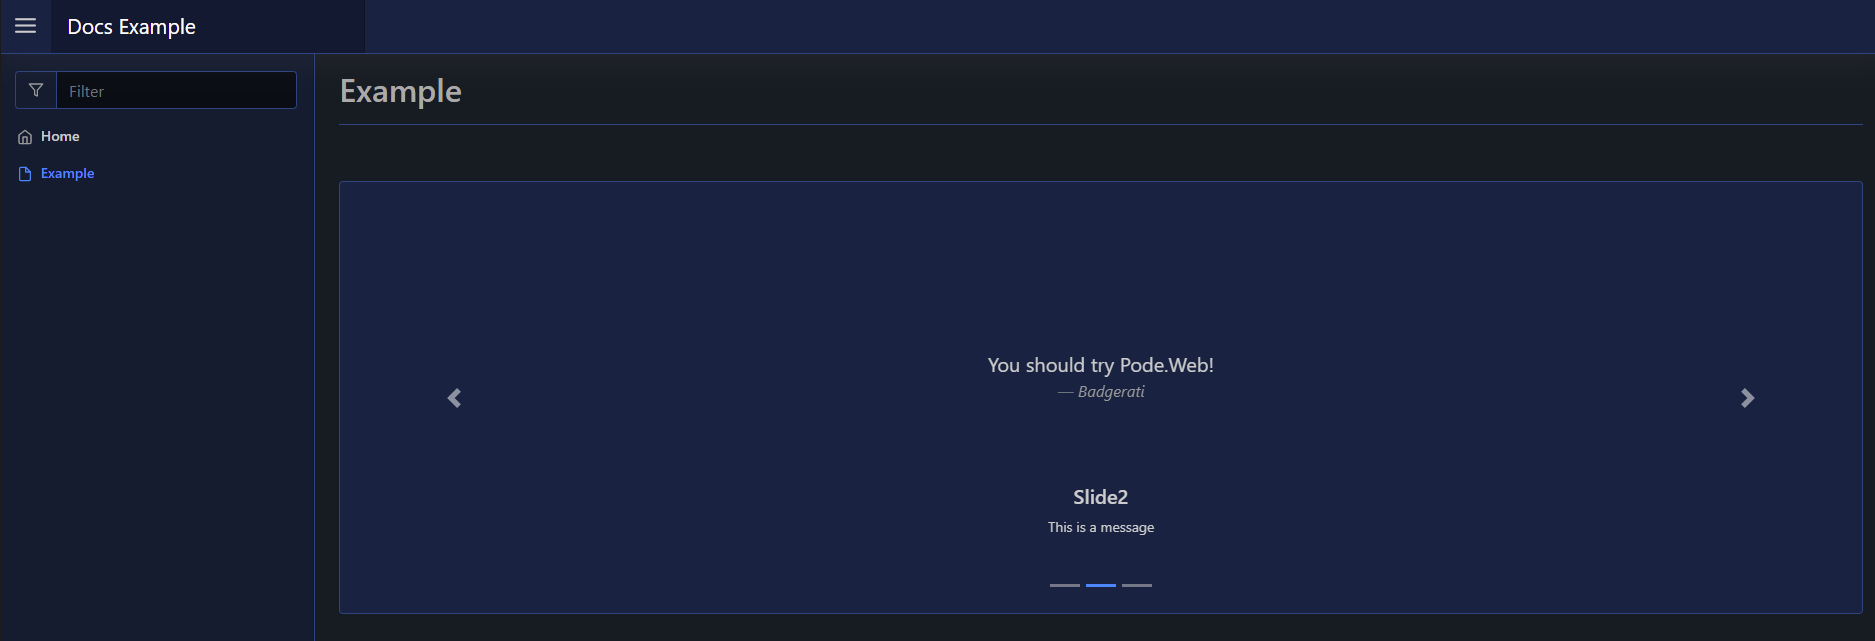 Docs Example
Filter
Home
Example
Example
You should try Pode.Web!
— Badgerati
Slide2
This is a message